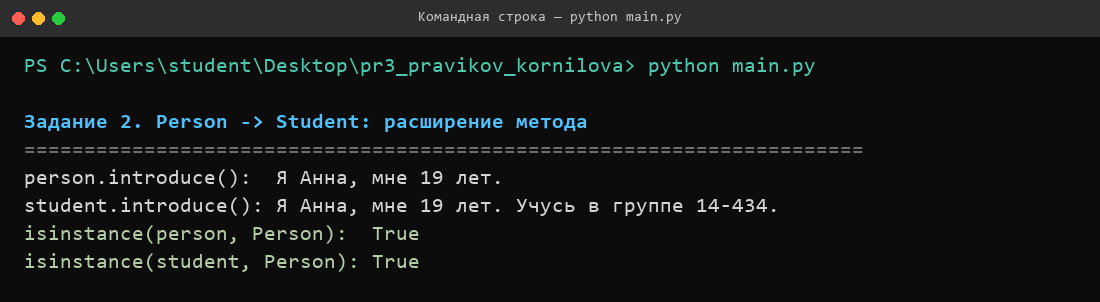 Командная строка — python main.py
PS C:\Users\student\Desktop\pr3_pravikov_kornilova> python main.py
Задание 2. Person -> Student: расширение метода
======================================================================
person.introduce():  Я Анна, мне 19 лет.
student.introduce(): Я Анна, мне 19 лет. Учусь в группе 14-434.
isinstance(person, Person):  True
isinstance(student, Person): True